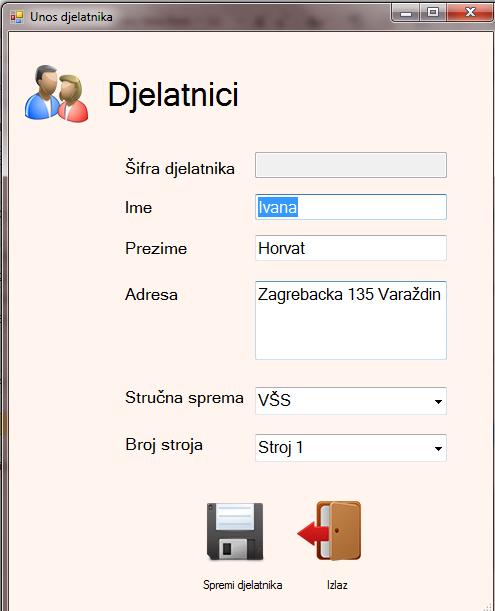 Unos djelatnika
Djelatnici
Šifra djelatnika
Ime Ivana
Prezime Horvat
Adresa Zagrebacka 135 Varaždin
Stručna sprema VŠS
Broj stroja Stroj 1
Spremi djelatnika Izlaz